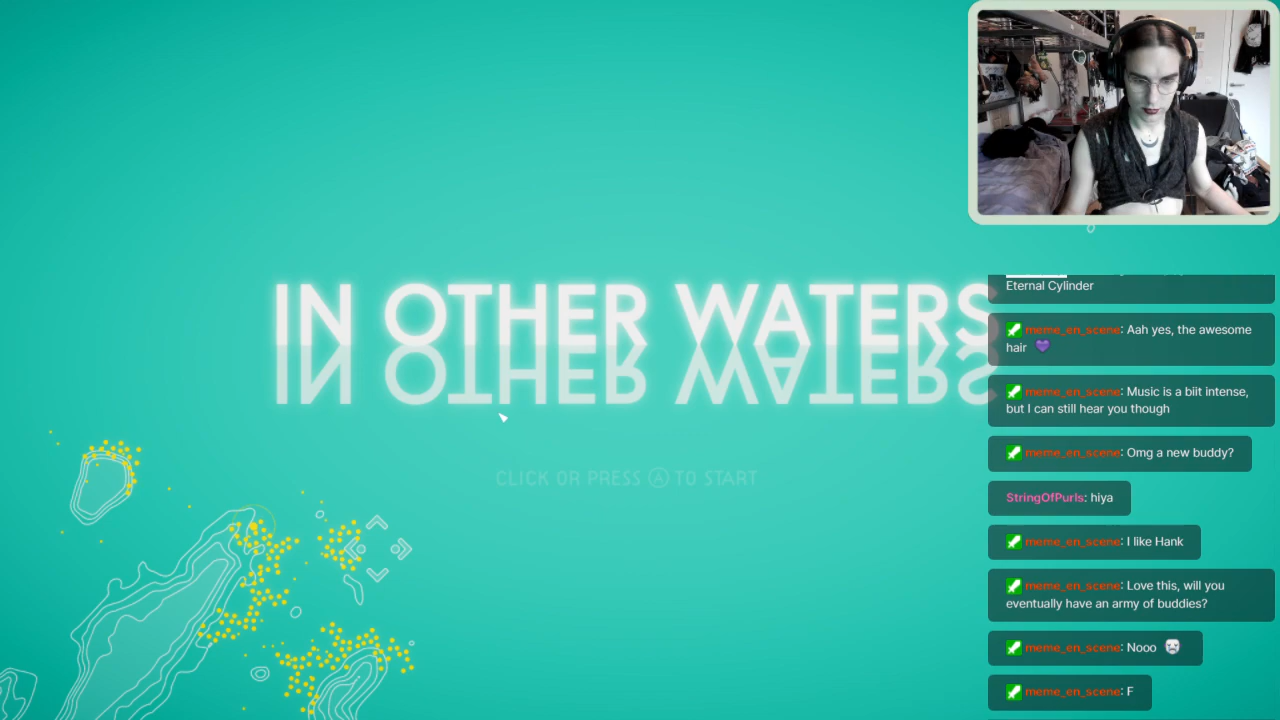 IN OTHER WATERS
CLICK OR PRESS A TO START
Eternal Cylinder
meme_en_scene: Aah yes, the awesome
hair
meme_en_scene: Music is a biit intense,
but I can still hear you though
meme_en_scene: Omg a new buddy?
StringOfPurls: hiya
meme_en_scene: I like Hank
meme_en_scene: Love this, will you
eventually have an army of buddies?
meme_en_scene: Nooo
meme_en_scene: F